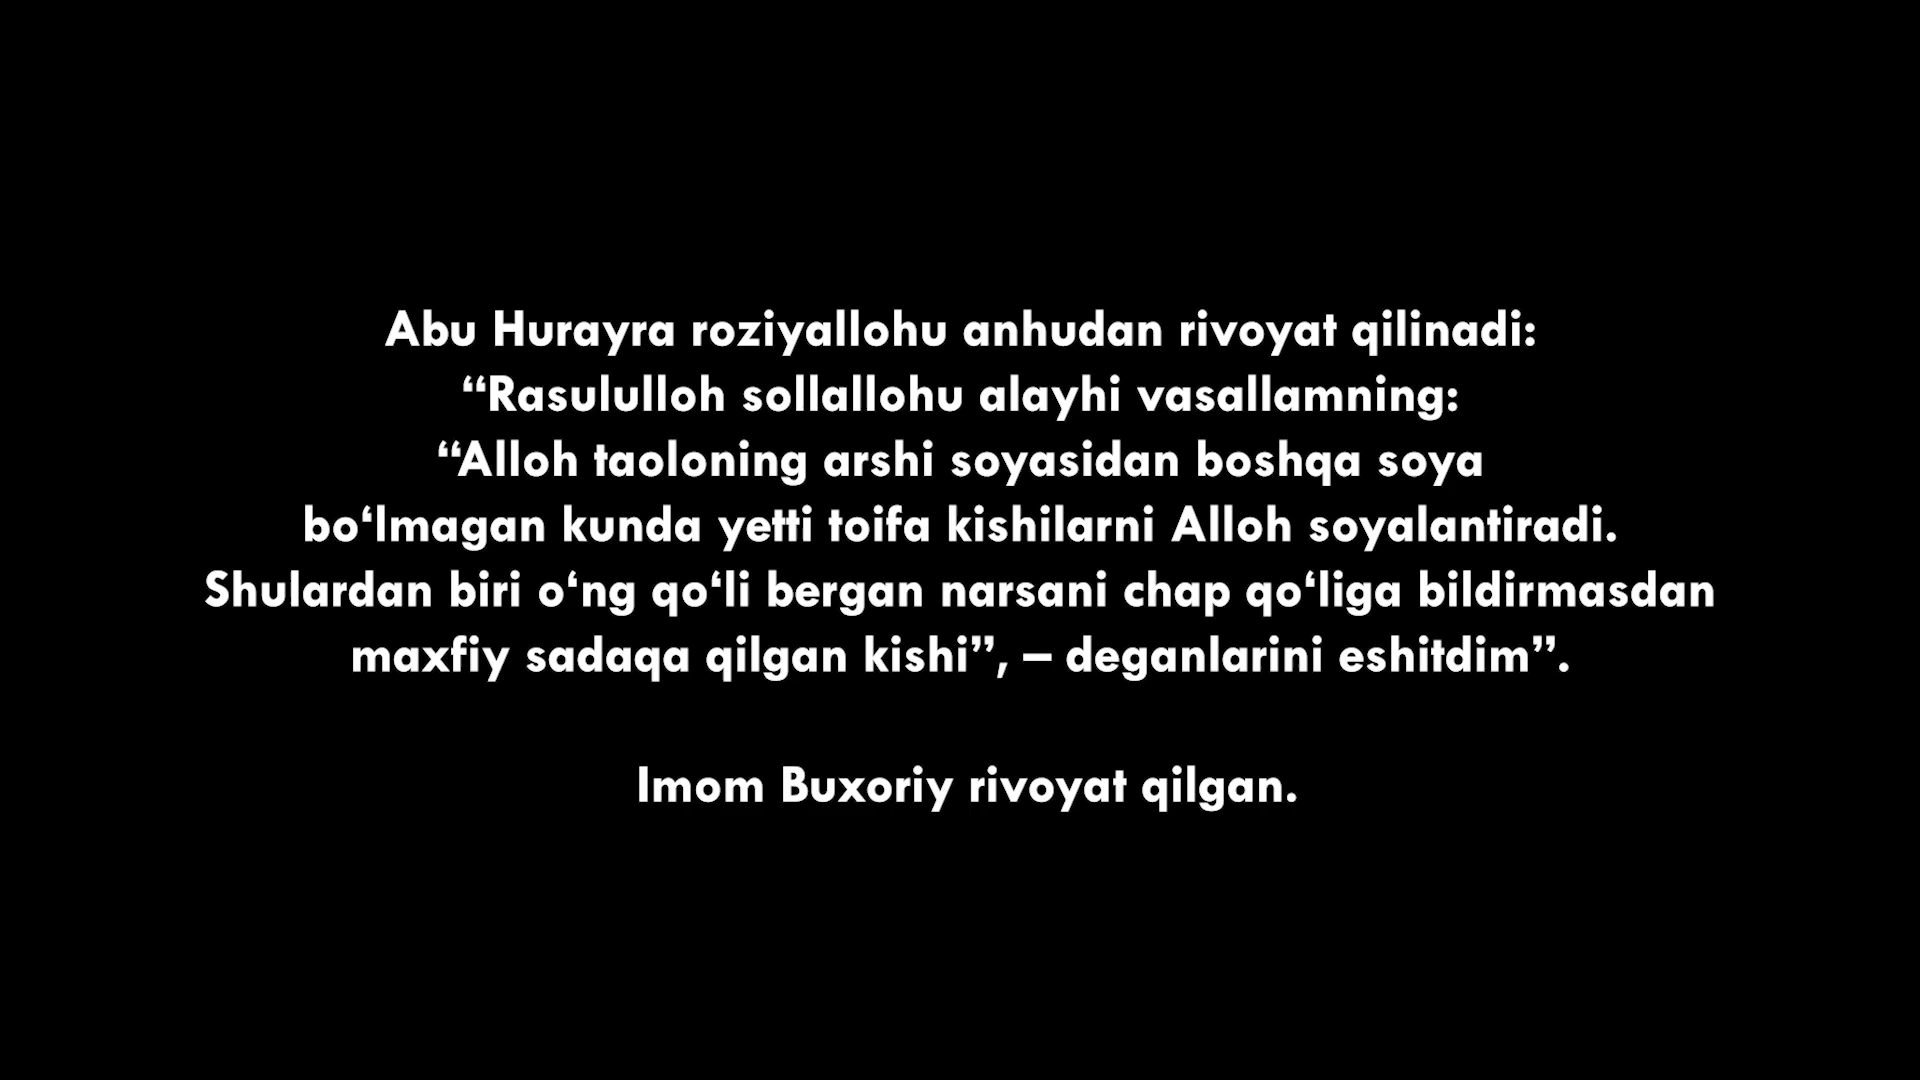 Abu Hurayra roziyallohu anhudan rivoyat qilinadi:
“Rasululloh sollallohu alayhi vasallamning:
“Alloh taoloning arshi soyasidan boshqa soya
bo‘lmagan kunda yetti toifa kishilarni Alloh soyalantiradi.
Shulardan biri o‘ng qo‘li bergan narsani chap qo‘liga bildirmasdan
maxfiy sadaqa qilgan kishi”, – deganlarini eshitdim”.
Imom Buxoriy rivoyat qilgan.